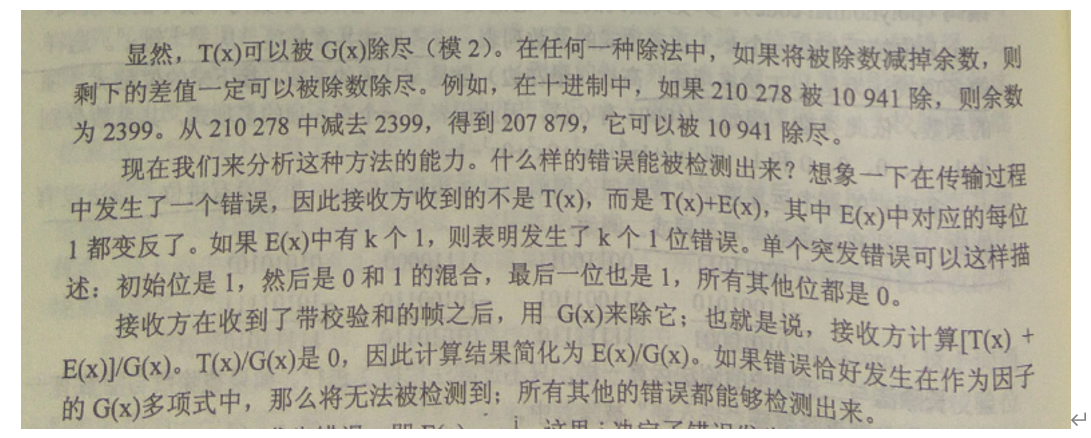 显然，T(x)可以被 G(x)除尽（模 2）。在任何一种除法中，如果将被除数减掉余数，则
剩下的差值一定可以被除数除尽。例如，在十进制中，如果 210 278 被 10 941 除，则余数
为 2399。从 210 278 中减去 2399，得到 207 879，它可以被 10 941 除尽。
现在我们来分析这种方法的能力。什么样的错误能被检测出来？想象一下在传输过程
中发生了一个错误，因此接收方收到的不是 T(x)，而是 T(x)+E(x)，其中 E(x)中对应的每位
1 都变反了。如果 E(x)中有 k 个 1，则表明发生了 k 个 1 位错误。单个突发错误可以这样描
述：初始位是 1，然后是 0 和 1 的混合，最后一位也是 1，所有其他位都是 0。
接收方在收到了带校验和的帧之后，用 G(x)来除它；也就是说，接收方计算[T(x) +
E(x)]/G(x)。T(x)/G(x)是 0，因此计算结果简化为 E(x)/G(x)。如果错误恰好发生在作为因子
的 G(x)多项式中，那么将无法被检测到；所有其他的错误都能够检测出来。